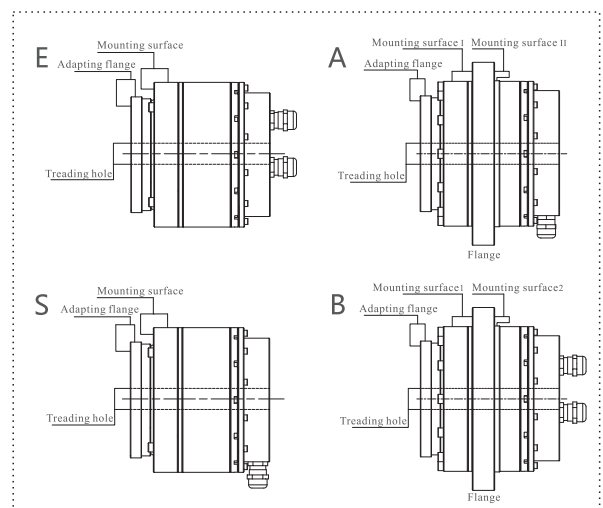 E
Mounting surface
Adapting flange
Treading hole
A
Mounting surface I
Mounting surface II
Adapting flange
Treading hole
Flange
S
Mounting surface
Adapting flange
Treading hole
B
Mounting surface1
Mounting surface2
Adapting flange
Treading hole
Flange